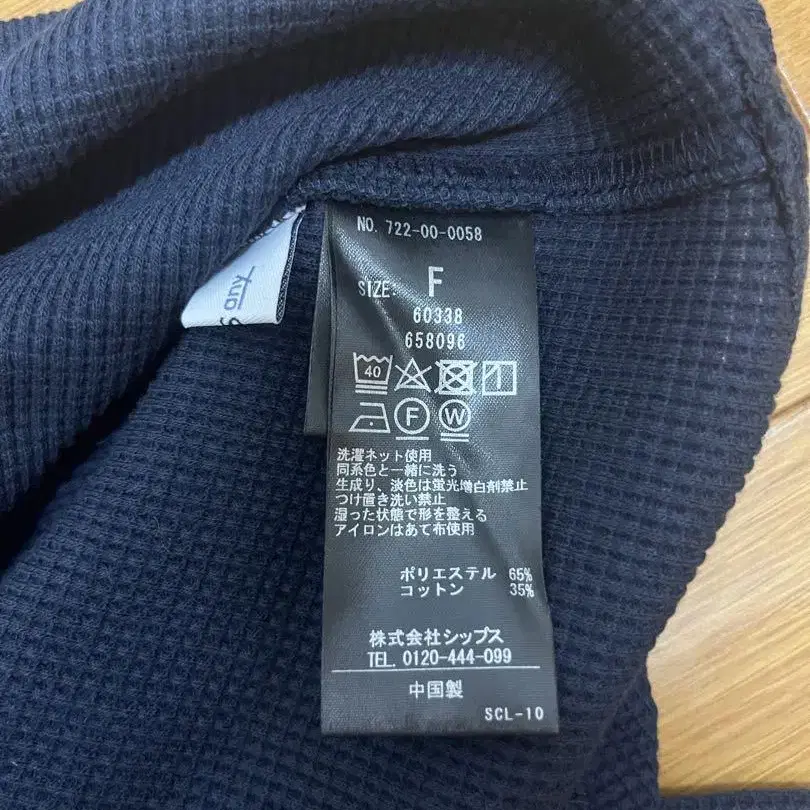 NO. 722-00-0058
SIZE: F
60338
658096
40
F W
洗濯ネット使用
同系色と一緒に洗う
生成り、淡色は蛍光増白剤禁止
つけ置き洗い禁止
湿った状態で形を整える
アイロンはあて布使用
ポリエステル 65%
コットン 35%
株式会社シップス
TEL. 0120-444-099
中国製
SCL-10
any